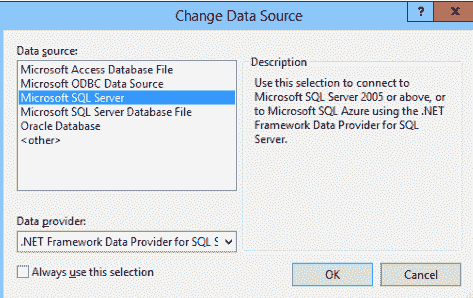 Change Data Source
? x
Data source:
Microsoft Access Database File
Microsoft ODBC Data Source
Microsoft SQL Server
Microsoft SQL Server Database File
Oracle Database
<other>
Description
Use this selection to connect to
Microsoft SQL Server 2005 or above, or
to Microsoft SQL Azure using the .NET
Framework Data Provider for SQL
Server.
Data provider:
.NET Framework Data Provider for SQL S
Always use this selection
OK
Cancel